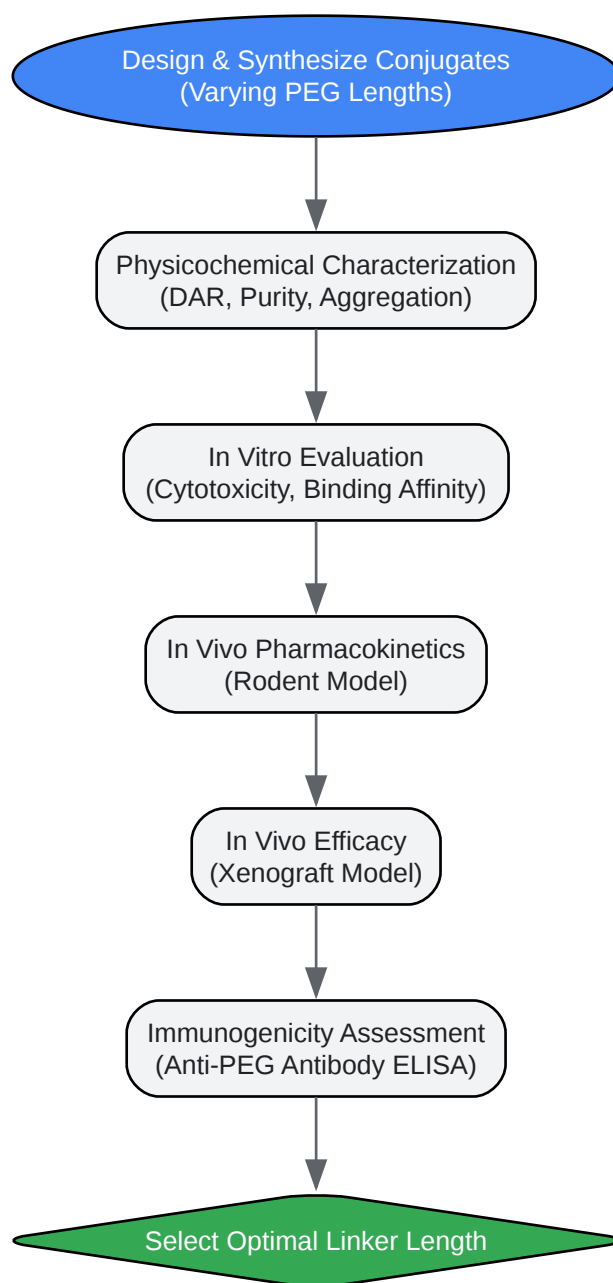 Design & Synthesize Conjugates
(Varying PEG Lengths)
Physicochemical Characterization
(DAR, Purity, Aggregation)
In Vitro Evaluation
(Cytotoxicity, Binding Affinity)
In Vivo Pharmacokinetics
(Rodent Model)
In Vivo Efficacy
(Xenograft Model)
Immunogenicity Assessment
(Anti-PEG Antibody ELISA)
Select Optimal Linker Length